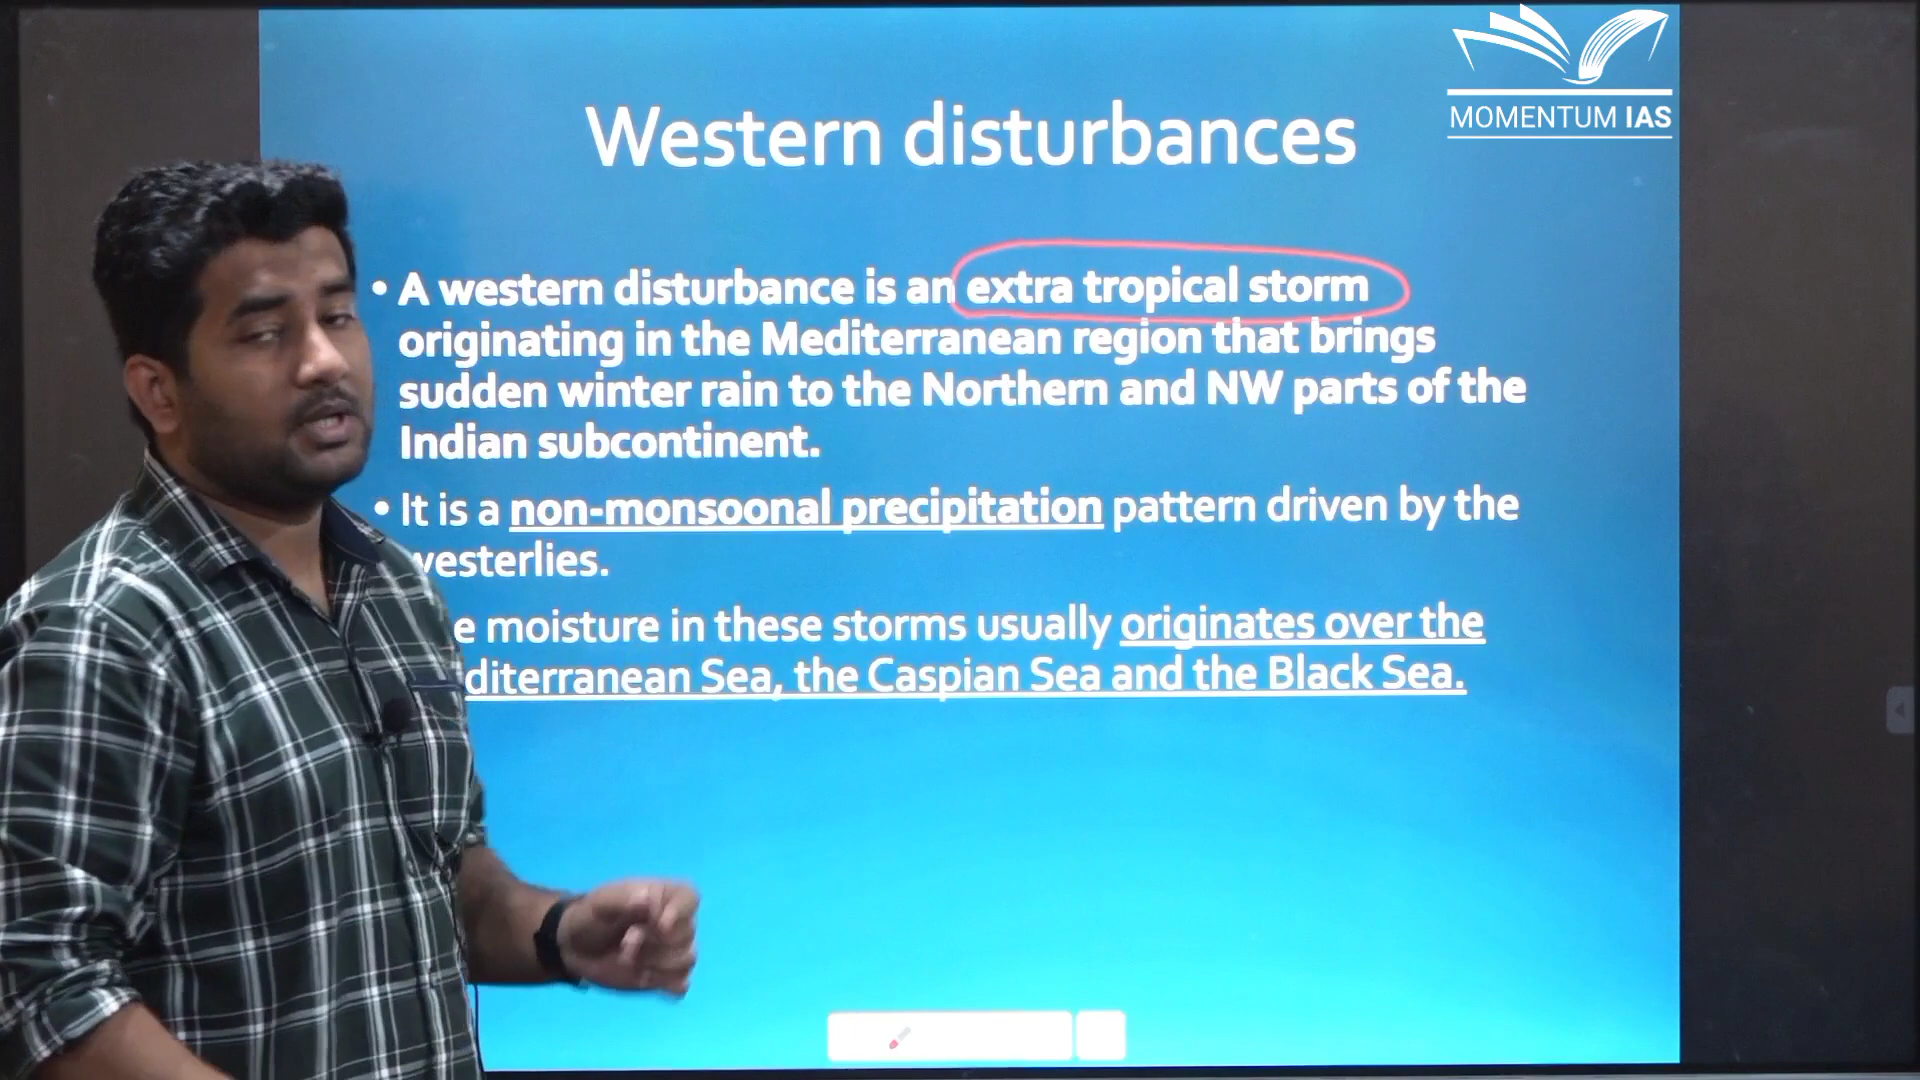 MOMENTUM IAS
Western disturbances
• A western disturbance is an extra tropical storm
originating in the Mediterranean region that brings
sudden winter rain to the Northern and NW parts of the
Indian subcontinent.
• It is a non-monsoonal precipitation pattern driven by the
westerlies.
e moisture in these storms usually originates over the
diterranean Sea, the Caspian Sea and the Black Sea.